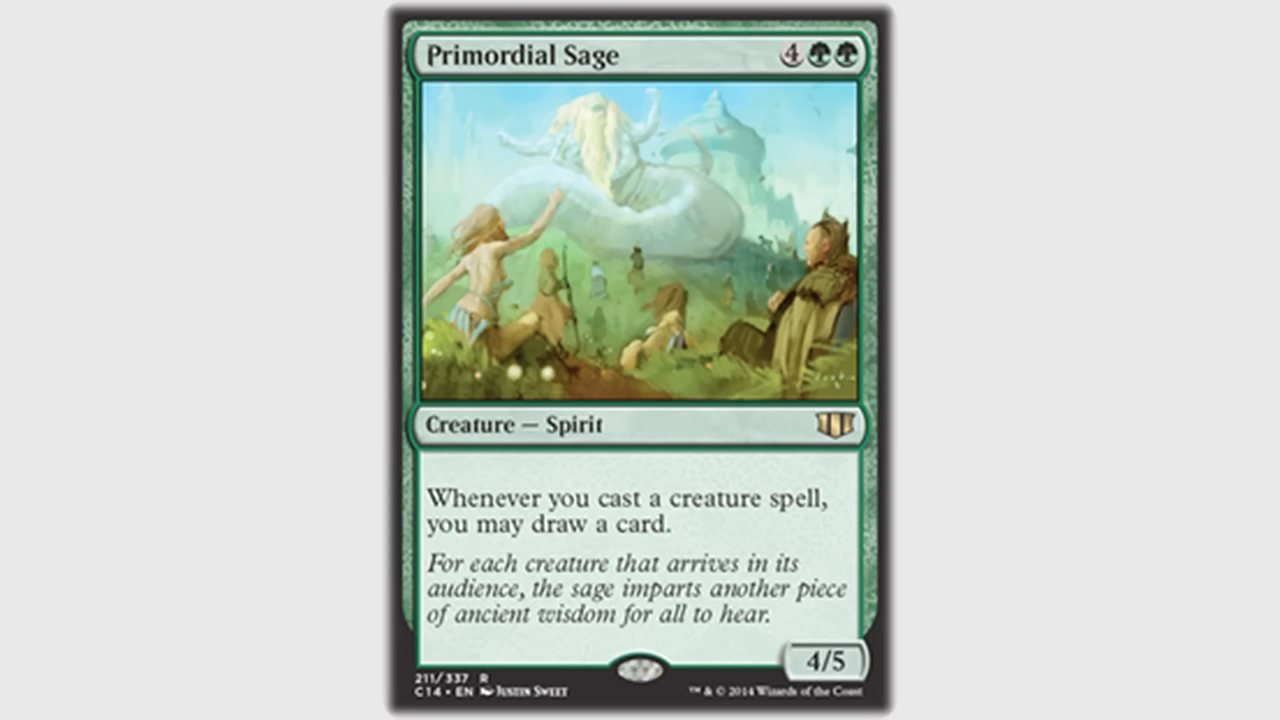 Primordial Sage 4
Creature — Spirit
Whenever you cast a creature spell,
you may draw a card.
For each creature that arrives in its
audience, the sage imparts another piece
of ancient wisdom for all to hear.
4/5
211/337 R
C14 • EN Justin Sweet
™ & © 2014 Wizards of the Coast